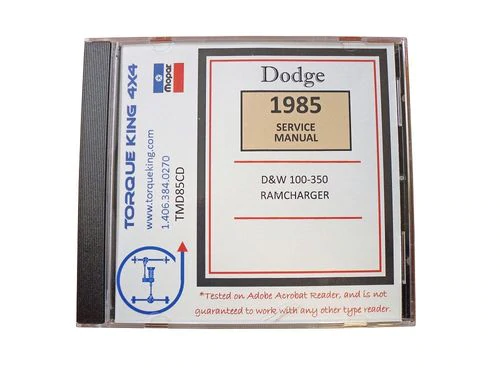 TORQUE KING 4X4
www.torqueking.com
1.406.384.0270
TMD85CD
Mopar
Dodge
1985
SERVICE
MANUAL
D&W 100-350
RAMCHARGER
*Tested on Adobe Acrobat Reader, and is not
guaranteed to work with any other type reader.